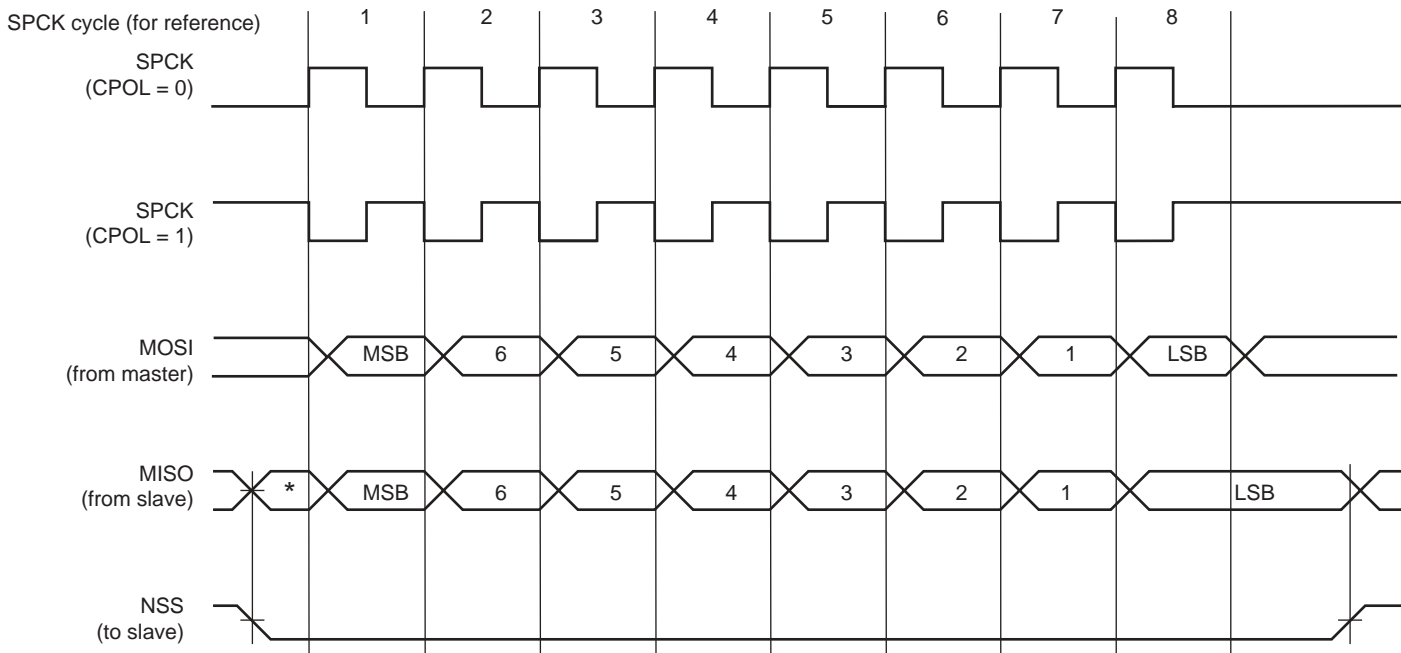 SPCK cycle (for reference) 1 2 3 4 5 6 7 8
SPCK
(CPOL = 0)
SPCK
(CPOL = 1)
MOSI
(from master)
MSB 6 5 4 3 2 1 LSB
MISO
(from slave)
* MSB 6 5 4 3 2 1 LSB
NSS
(to slave)